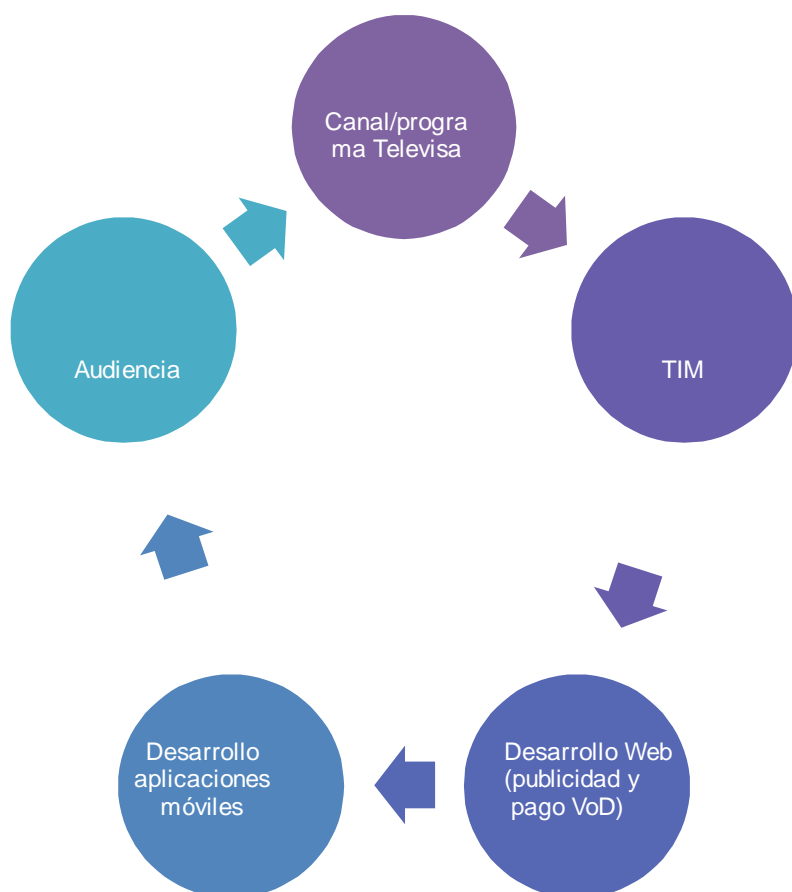 Canal/progra
ma Televisa
TIM
Desarrollo Web
(publicidad y
pago VoD)
Desarrollo
aplicaciones
móviles
Audiencia